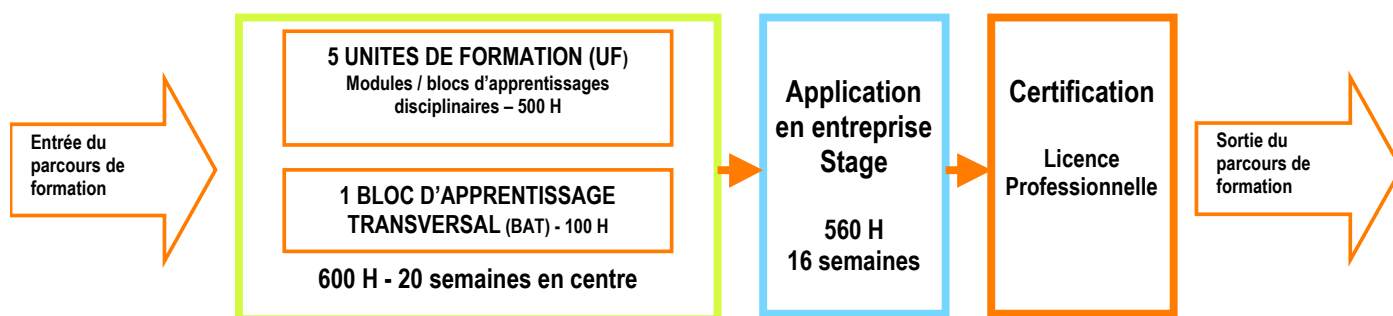 Entrée du
parcours de
formation
5 UNITES DE FORMATION (UF)
Modules / blocs d’apprentissages
disciplinaires – 500 H
1 BLOC D’APPRENTISSAGE
TRANSVERSAL (BAT) - 100 H
600 H - 20 semaines en centre
Application
en entreprise
Stage
560 H
16 semaines
Certification
Licence
Professionnelle
Sortie du
parcours de
formation